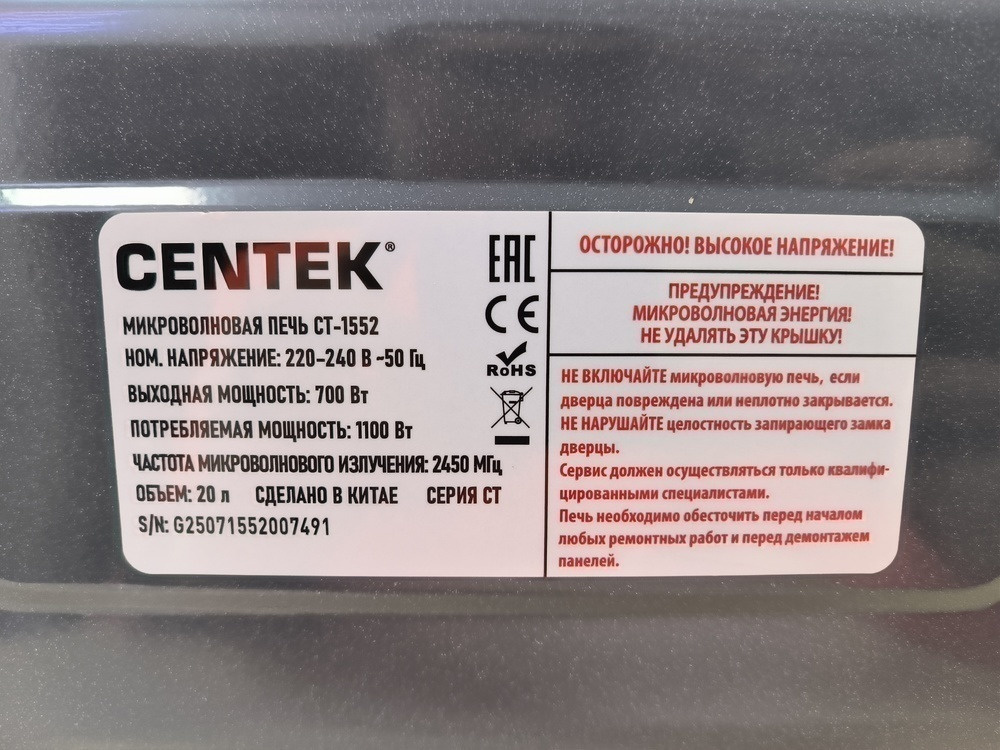 CENTEK®
МИКРОВОЛНОВАЯ ПЕЧЬ СТ-1552
НОМ. НАПРЯЖЕНИЕ: 220-240 В ~50 Гц
ВЫХОДНАЯ МОЩНОСТЬ: 700 Вт
ПОТРЕБЛЯЕМАЯ МОЩНОСТЬ: 1100 Вт
ЧАСТОТА МИКРОВОЛНОВОГО ИЗЛУЧЕНИЯ: 2450 МГц
ОБЪЕМ: 20 л СДЕЛАНО В КИТАЕ СЕРИЯ СТ
S/N: G25071552007491
EAC
CE
RoHS
ОСТОРОЖНО! ВЫСОКОЕ НАПРЯЖЕНИЕ!
ПРЕДУПРЕЖДЕНИЕ!
МИКРОВОЛНОВАЯ ЭНЕРГИЯ!
НЕ УДАЛЯТЬ ЭТУ КРЫШКУ!
НЕ ВКЛЮЧАЙТЕ микроволновую печь, если
дверца повреждена или неплотно закрывается.
НЕ НАРУШАЙТЕ целостность запирающего замка
дверцы.
Сервис должен осуществляться только квалифи-
цированными специалистами.
Печь необходимо обесточить перед началом
любых ремонтных работ и перед демонтажем
панелей.